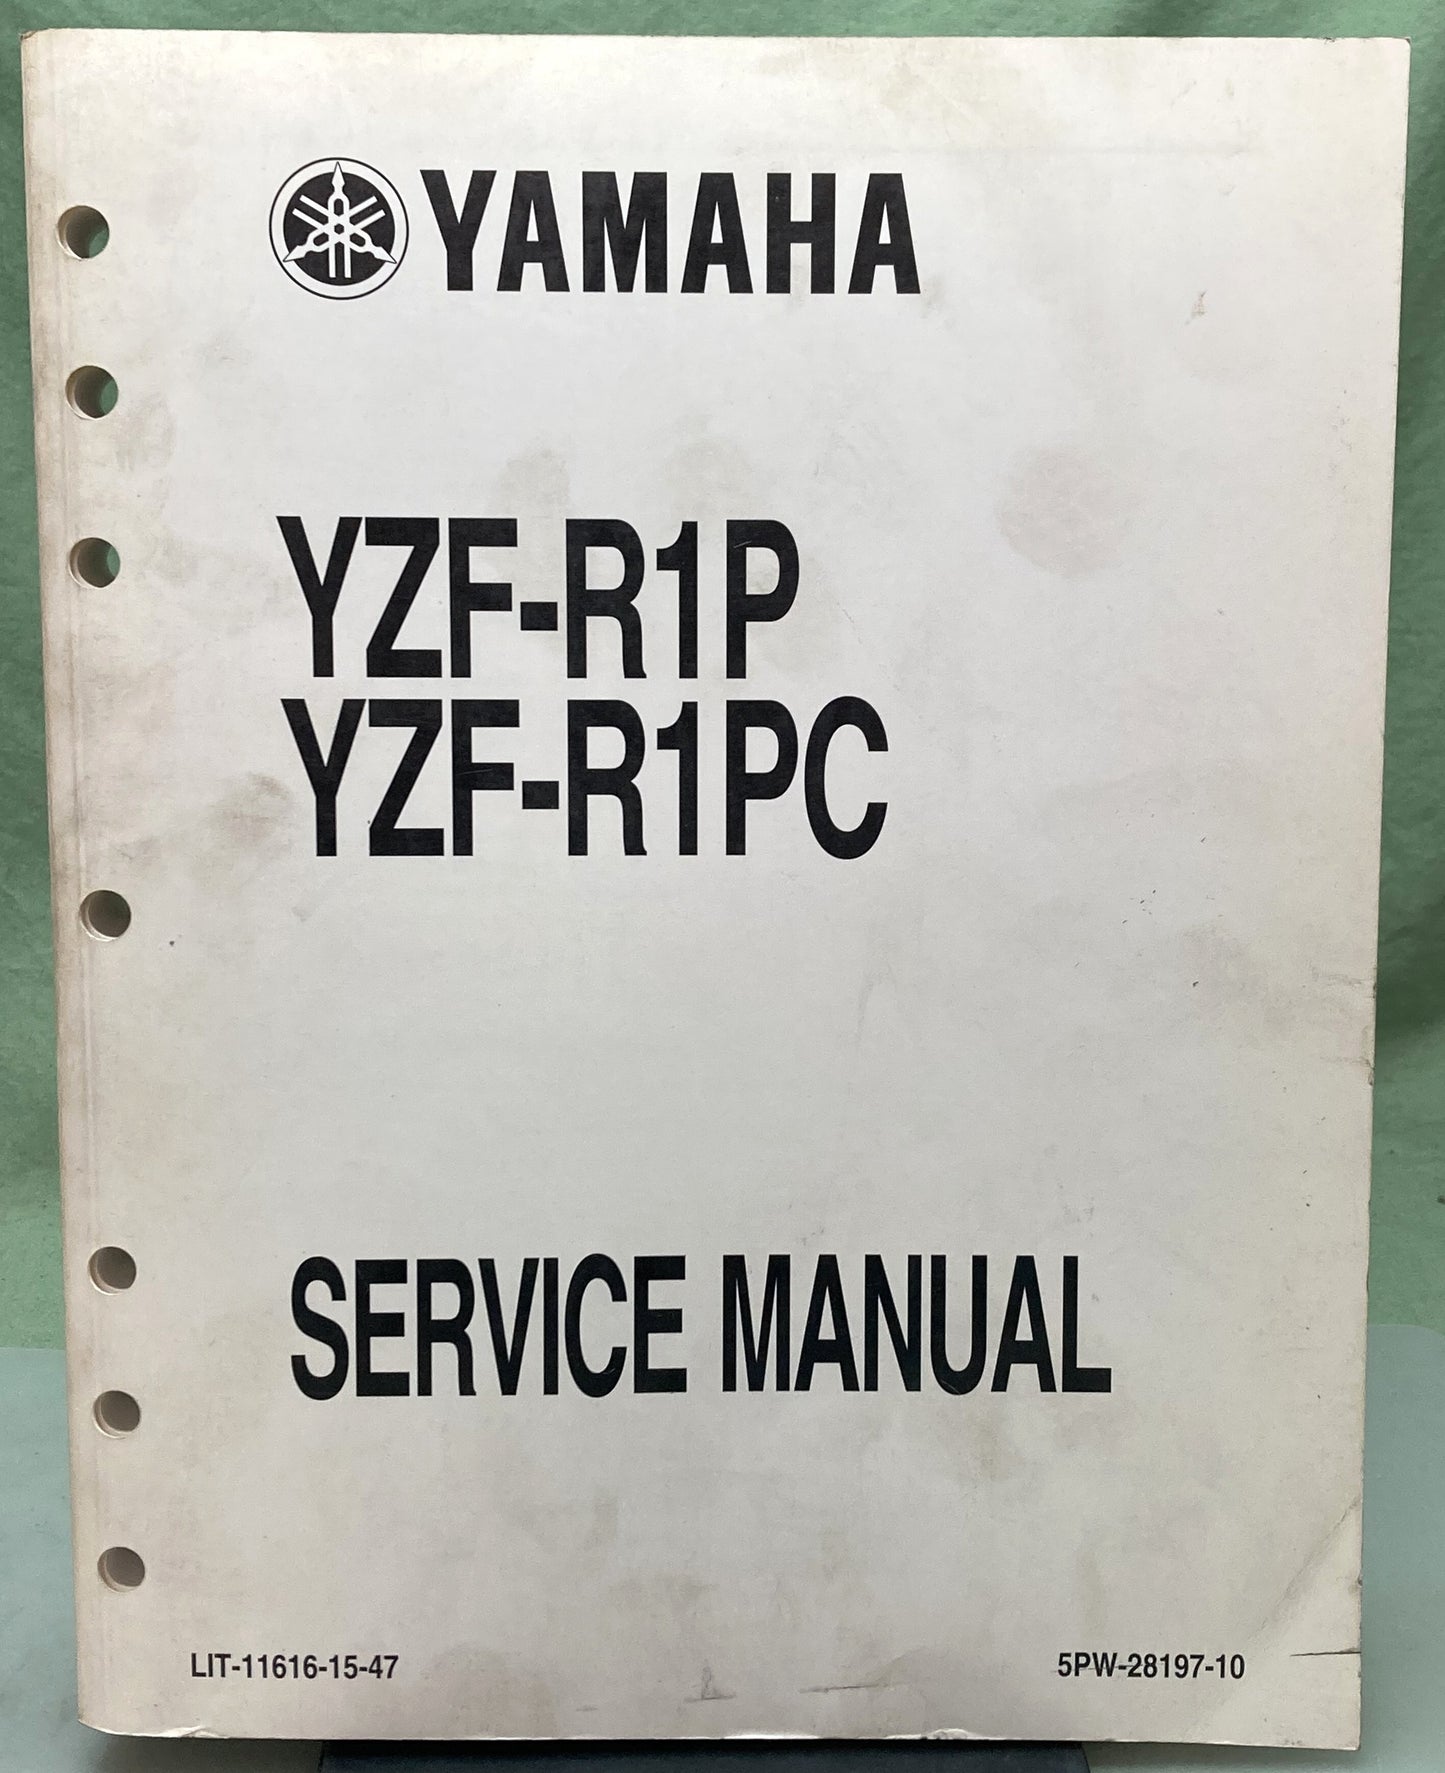 YAMAHA
YZF-R1P
YZF-R1PC
SERVICE MANUAL
LIT-11616-15-47 5PW-28197-10